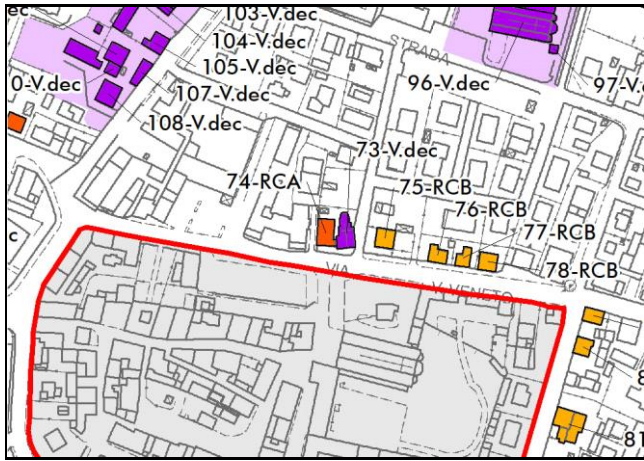 ec
103-V.dec
104-V.dec
105-V.dec
0-V.dec
107-V.dec
108-V.dec
STRADA
96-V.dec
97-V.d
73-V.dec
74-RCA
75-RCB
76-RCB
77-RCB
78-RCB
c
VIA V. VENETO
8
81